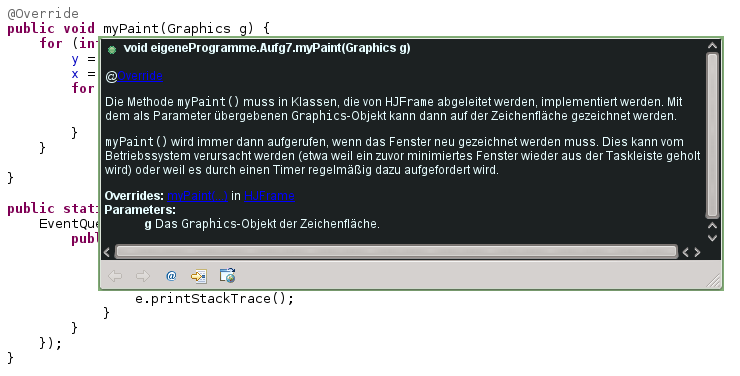 @Override
public void myPaint(Graphics g) {
for (int
y =
x =
for
}
}
}
public stati
EventQue
publ
e.printStackTrace();
}
}
});
}
void eigeneProgramme.Aufg7.myPaint(Graphics g)
@Override
Die Methode myPaint() muss in Klassen, die von HJFrame abgeleitet werden, implementiert werden. Mit
dem als Parameter übergebenen Graphics-Objekt kann dann auf der Zeichenfläche gezeichnet werden.
myPaint() wird immer dann aufgerufen, wenn das Fenster neu gezeichnet werden muss. Dies kann vom
Betriebssystem verursacht werden (etwa weil ein zuvor minimiertes Fenster wieder aus der Taskleiste geholt
wird) oder weil es durch einen Timer regelmäßig dazu aufgefordert wird.
Overrides: myPaint() in HJFrame
Parameters:
g Das Graphics-Objekt der Zeichenfläche.
@